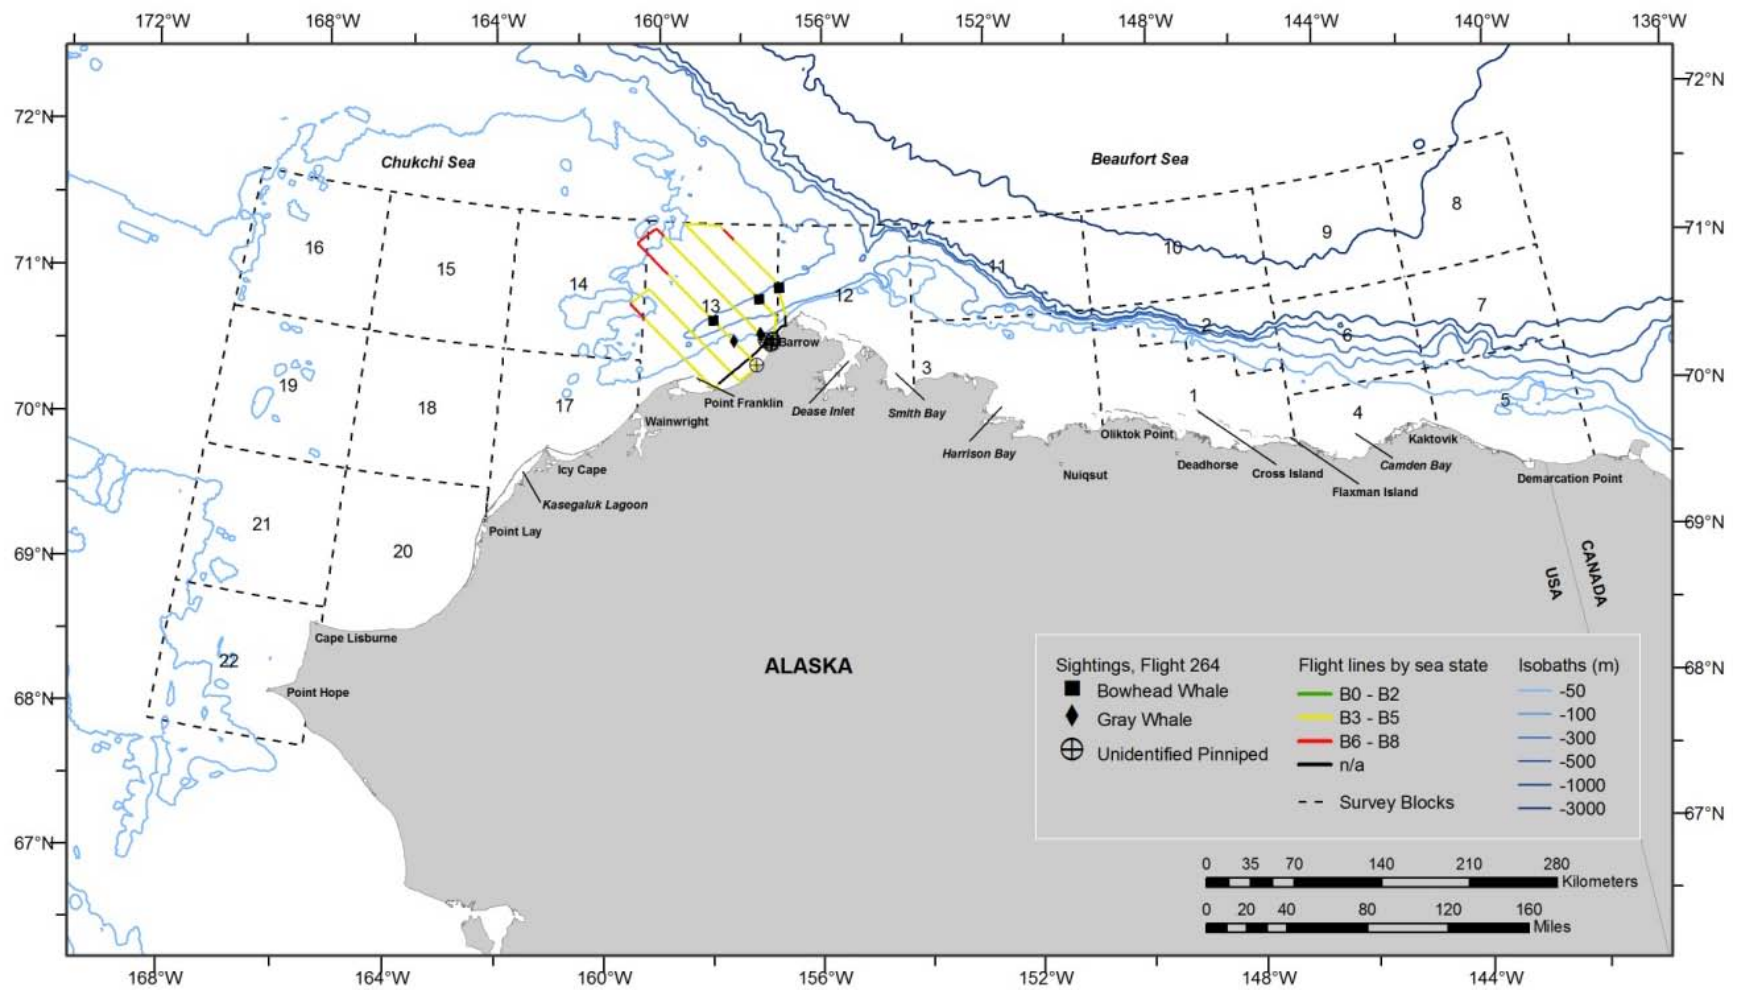 172°W 168°W 164°W 160°W 156°W 152°W 148°W 144°W 140°W 136°W
72°N
72°N
Chukchi Sea
Beaufort Sea
8
9
71°N
16
10
15
11
71°N
14
12
7
13
2
6
Barrow
70°N
3
19
1
5
Point Franklin
18
17
Dease Inlet
Smith Bay
4
70°N
Wainwright
Oliktok Point
Kaktovik
Harrison Bay
Icy Cape
Deadhorse
Camden Bay
Nuiqsut
Cross Island
Demarcation Point
Flaxman Island
Kasegaluk Lagoon
21
69°N
Point Lay
20
69°N
CANADA
USA
Cape Lisburne
22
ALASKA
68°N
Point Hope
68°N
Sightings, Flight 264
Bowhead Whale
Gray Whale
Unidentified Pinniped
Flight lines by sea state
B0 - B2
B3 - B5
B6 - B8
n/a
Survey Blocks
Isobaths (m)
-50
-100
-300
-500
-1000
-3000
67°N
67°N
0 35 70 140 210 280
Kilometers
0 20 40 80 120 160
Miles
168°W 164°W 160°W 156°W 152°W 148°W 144°W